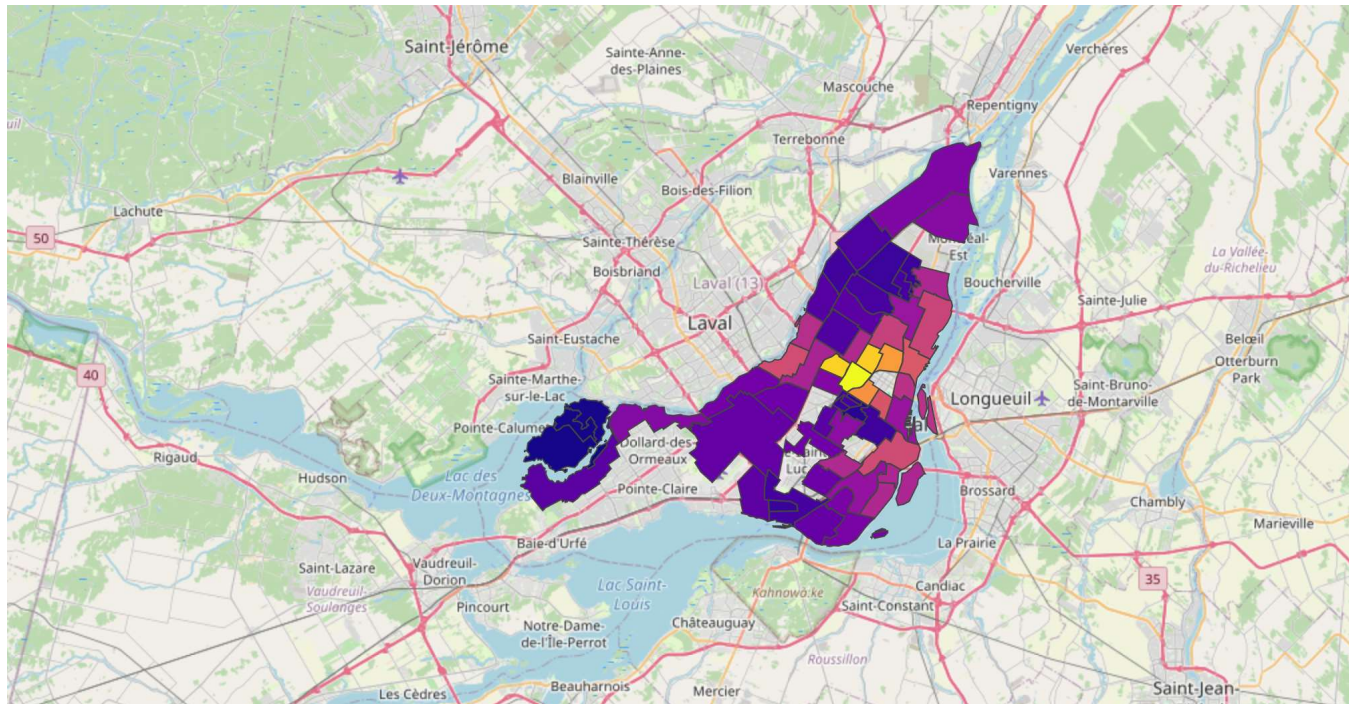 Saint-Jérôme
Sainte-Anne-
des-Plaines
Verchères
Mascouche
Repentigny
Terrebonne
Blainville
Bois-des-Filion
Varennes
Lachute
50
Sainte-Thérèse
Est
La Vallée-
du-Richelieu
Boisbriand
Laval (13)
Boucherville
Sainte-Julie
Laval
Saint-Eustache
Belœil
Otterburn
Park
40
Sainte-Marthe-
sur-le-Lac
Saint-Bruno-
de-Montarville
Longueuil
Pointe-Calume
Dollard-des-
Ormeaux
Rigaud
Hudson
Lac des
Deux-Montagnes
Luc
Pointe-Claire
Brossard
Chambly
Marieville
Baie-d'Urfé
La Prairie
Saint-Lazare
Vaudreuil-
Dorion
Vaudreuil-
Soulanges
Lac-Saint-
Louis
Kahnawà:ke
Candiac
35
Pincourt
Saint-Constant
Notre-Dame-
de-l'Île-Perrot
Châteauguay
Roussillon
Les Cèdres
Beauharnois
Mercier
Saint-Jean-